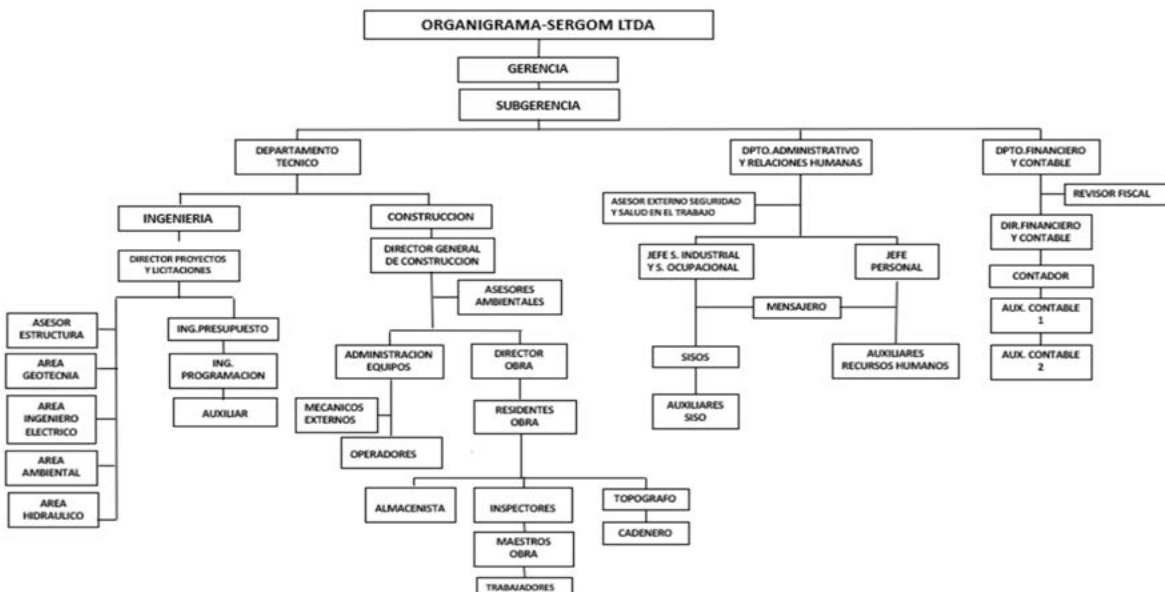 ORGANIGRAMA-SERGOM LTDA
GERENCIA
SUBGERENCIA
DEPARTAMENTO
TECNICO
DPTO.ADMINISTRATIVO
Y RELACIONES HUMANAS
DPTO.FINANCIERO
Y CONTABLE
REVISOR FISCAL
ASESOR EXTERNO SEGURIDAD
Y SALUD EN EL TRABAJO
INGENIERIA
CONSTRUCCION
DIR.FINANCIERO
Y CONTABLE
DIRECTOR PROYECTOS
Y LICITACIONES
DIRECTOR GENERAL
DE CONSTRUCCION
JEFE S. INDUSTRIAL
Y S. OCUPACIONAL
JEFE
PERSONAL
CONTADOR
ASESORES
AMBIENTALES
MENSAJERO
AUX. CONTABLE
1
ASESOR
ESTRUCTURA
ING.PRESUPUESTO
ADMINISTRACION
EQUIPOS
DIRECTOR
OBRA
SISOS
AUXILIARES
RECURSOS HUMANOS
AUX. CONTABLE
2
AREA
GEOTECNIA
ING.
PROGRAMACION
AREA
INGENIERO
ELECTRICO
AUXILIAR
MECANICOS
EXTERNOS
RESIDENTES
OBRA
AUXILIARES
SISO
OPERADORES
AREA
AMBIENTAL
AREA
HIDRAULICO
ALMACENISTA
INSPECTORES
TOPOGRAFO
CADENERO
MAESTROS
OBRA
TRABAJADORES